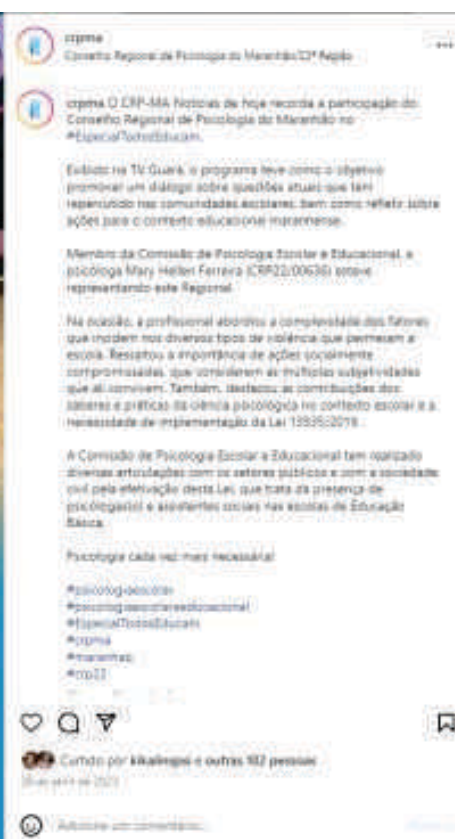 crpma
Conselho Regional de Psicologia do Maranhão/22ª Região
crpma O CRP-MA Notícias de hoje recorda a participação do
Conselho Regional de Psicologia do Maranhão no
#EspecialTodosEducam.
Exibido na TV Guará, o programa teve como o objetivo
promover um diálogo sobre questões atuais que têm
repercutido nas comunidades escolares, bem como refletir sobre
ações para o contexto educacional maranhense.
Membro da Comissão de Psicologia Escolar e Educacional, a
psicóloga Mary Hellen Ferreira (CRP22/00636) esteve
representando este Regional.
Na ocasião, a profissional abordou a complexidade dos fatores
que incidem nos diversos tipos de violência que permeiam a
escola. Ressaltou a importância de ações socialmente
compromissadas, que considerem as múltiplas subjetividades
que ali convivem. Também, destacou as contribuições dos
saberes e práticas da ciência psicológica no contexto escolar e a
necessidade de implementação da Lei 13935/2019.
A Comissão de Psicologia Escolar e Educacional tem realizado
diversas articulações com os setores públicos e com a sociedade
civil pela efetivação desta Lei, que trata da presença de
psicólogas(os) e assistentes sociais nas escolas de Educação
Básica.
Psicologia cada vez mais necessária!
#psicologiaescolar
#psicologiaescolareeducacional
#EspecialTodosEducam
#crpma
#maranhao
#crp22
Curtido por kikalinspsi e outras 102 pessoas
de abril de 2023
Adicione um comentário...